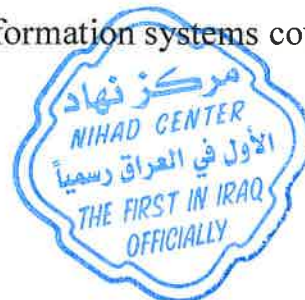 formation systems co
مركز نهاد
NIHAD CENTER
الأول في العراق رسمياً
THE FIRST IN IRAQ
OFFICIALLY